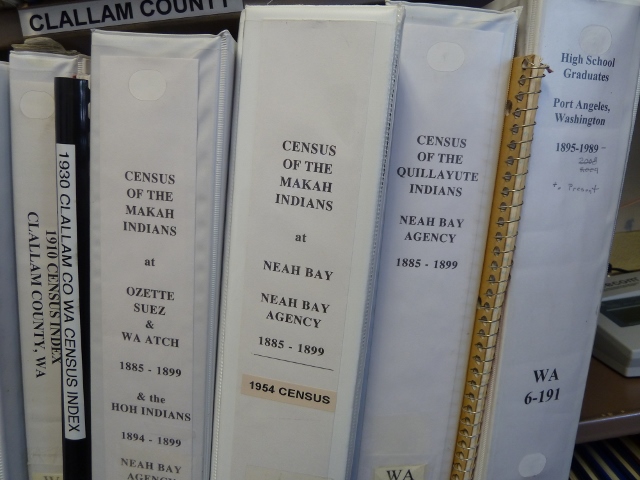 CLALLAM COUNTY
1910 CENSUS INDEX
CLALLAM COUNTY, WA
W
1930 CLALLAM CO WA CENSUS INDEX
CENSUS
OF THE
MAKAH
INDIANS
at
OZETTE
SUEZ
&
WA ATCH
1885 - 1899
& the
HOH INDIANS
1894 - 1899
NEAH BAY
AGENCY
CENSUS
OF THE
MAKAH
INDIANS
at
NEAH BAY
NEAH BAY
AGENCY
1885 - 1899
1954 CENSUS
CENSUS
OF THE
QUILLAYUTE
INDIANS
NEAH BAY
AGENCY
1885 - 1899
WA
High School
Graduates
Port Angeles,
Washington
1895-1989 -
to Present
WA
6-191